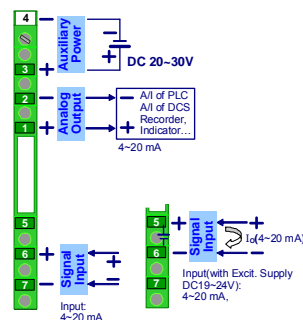 4
Auxiliary
Power
DC 20~30V
3
2
Analog
Output
A/I of PLC
A/I of DCS
Recorder,
Indicator...
1
4~20 mA
5
6
Signal
Input
7
Input:
4~20 mA
5
Signal
Input
I₀(4~20 mA)
6
Input(with Excit. Supply
DC19~24V):
4~20 mA,
7